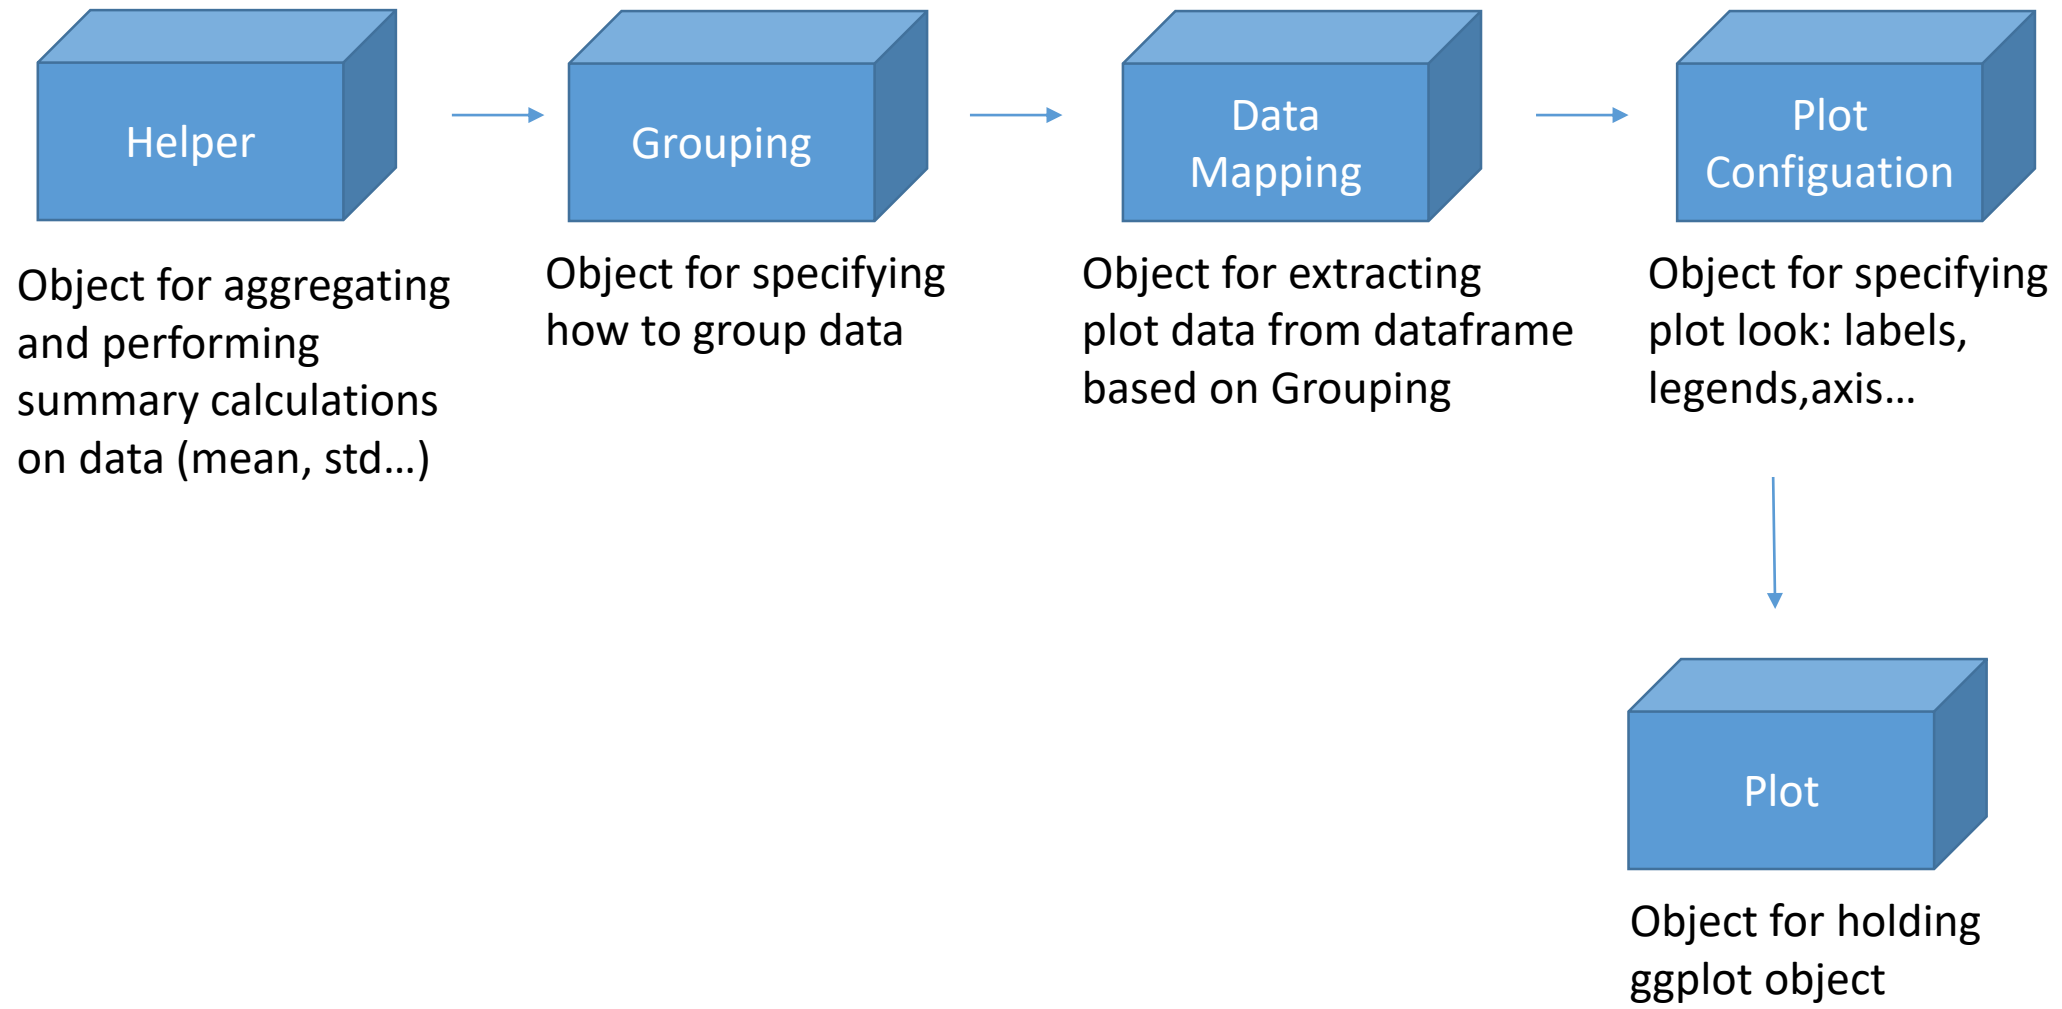 Helper
Object for aggregating
and performing
summary calculations
on data (mean, std…)
Grouping
Object for specifying
how to group data
Data
Mapping
Object for extracting
plot data from dataframe
based on Grouping
Plot
Configuation
Object for specifying
plot look: labels,
legends,axis…
Plot
Object for holding
ggplot object